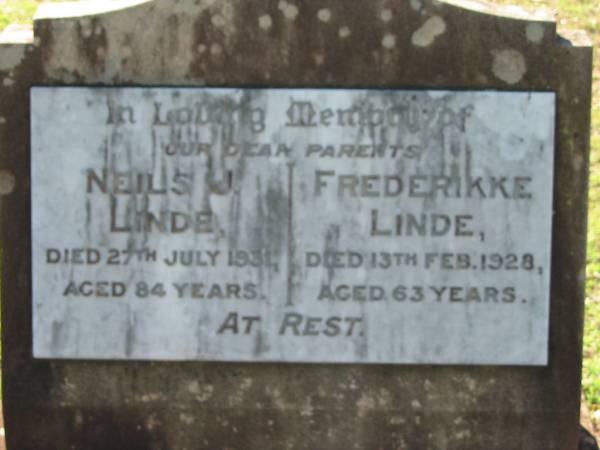 In Loving Memory of
OUR DEAR PARENTS
NEILS J. LINDE,
DIED 27TH JULY 1931,
AGED 84 YEARS.
FREDERIKKE LINDE,
DIED 13TH FEB. 1928,
AGED 63 YEARS.
AT REST.